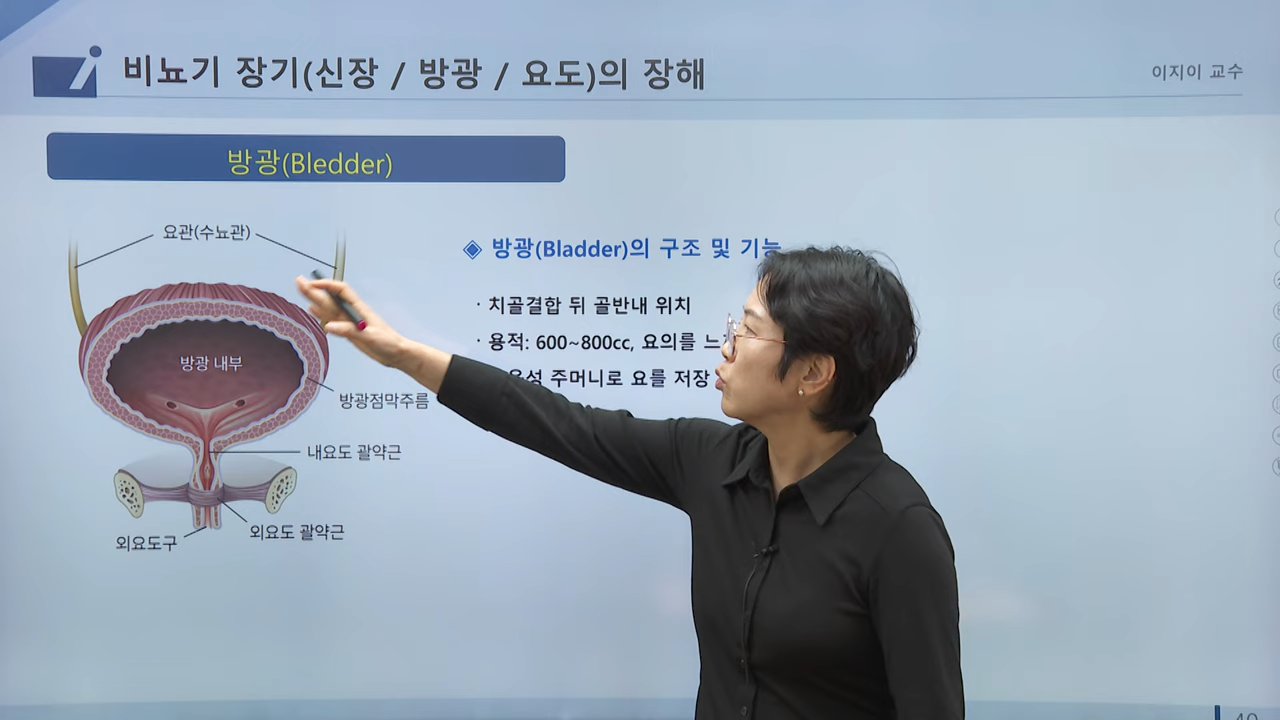 비뇨기 장기(신장 / 방광 / 요도)의 장해
이지이 교수
방광(Bledder)
요관(수뇨관)
방광 내부
방광점막주름
내요도 괄약근
외요도 괄약근
외요도구
◈ 방광(Bladder)의 구조 및 기능
· 치골결합 뒤 골반내 위치
· 용적: 600~800cc, 요의를
주머니로 요를 저장
40